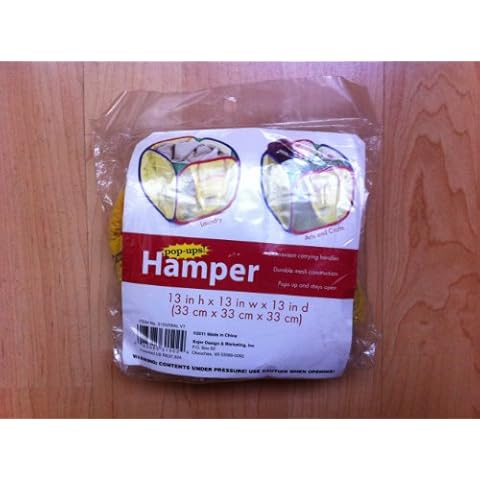 Laundry
Arts and Crafts
pop-ups!
Hamper
carrying handles
Durable mesh construction
Pops up and stays open
13 in h x 13 in w x 13 in d
(33 cm x 33 cm x 33 cm)
©2011 Made in China
Design & Marketing, Inc
P.O. Box
WARNING: CONTENTS UNDER PRESSURE! USE CAUTION WHEN OPENING!